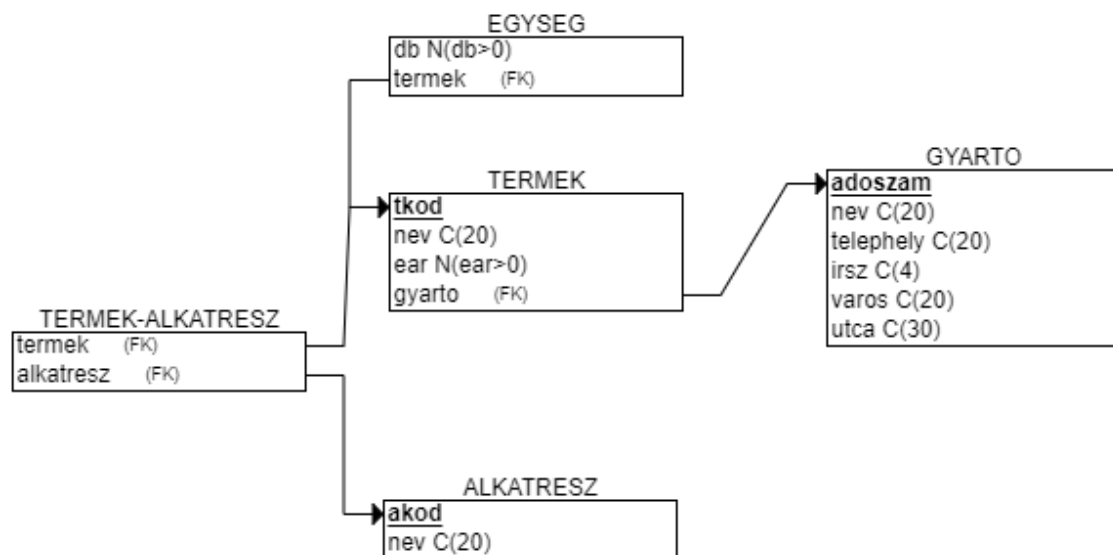 EGYSEG
db N(db>0)
termek (FK)
TERMEK
tkod
nev C(20)
ear N(ear>0)
gyarto (FK)
GYARTO
adoszam
nev C(20)
telephely C(20)
irsz C(4)
varos C(20)
utca C(30)
TERMEK-ALKATRESZ
termek (FK)
alkatresz (FK)
ALKATRESZ
akod
nev C(20)